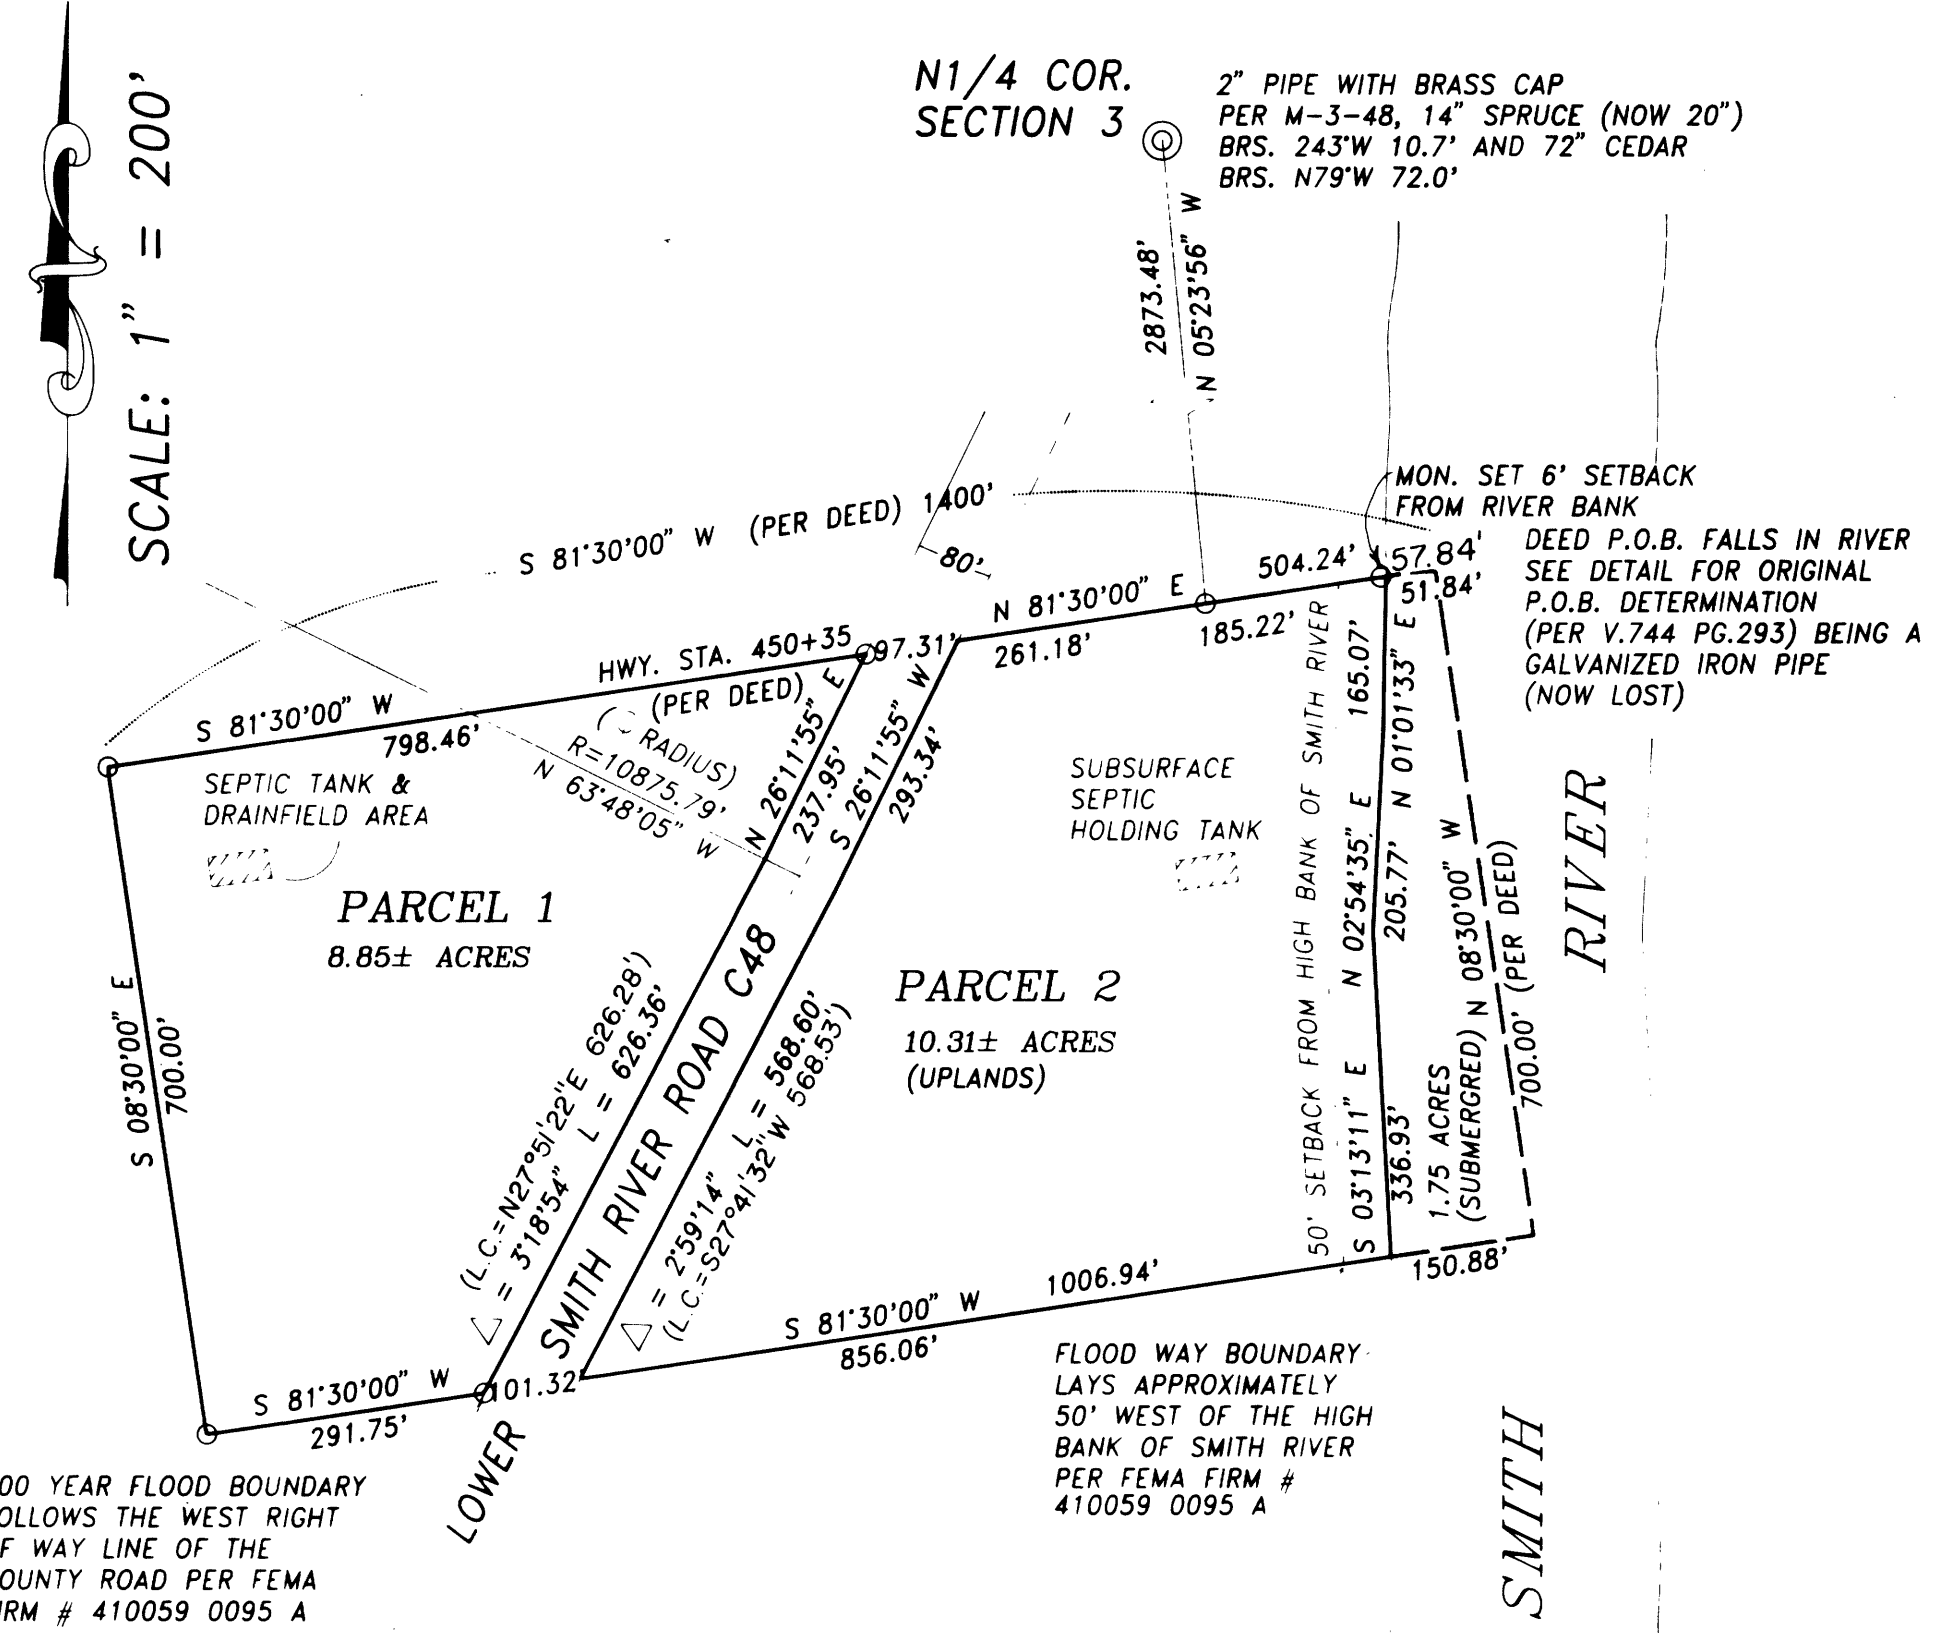 SCALE: 1" = 200'
N1/4 COR.
SECTION 3
2" PIPE WITH BRASS CAP
PER M-3-48, 14" SPRUCE (NOW 20")
BRS. 243°W 10.7' AND 72" CEDAR
BRS. N79°W 72.0'
2873.48'
N 05°23'56" W
MON. SET 6' SETBACK
FROM RIVER BANK
DEED P.O.B. FALLS IN RIVER
SEE DETAIL FOR ORIGINAL
P.O.B. DETERMINATION
(PER V.744 PG.293) BEING A
GALVANIZED IRON PIPE
(NOW LOST)
S 81°30'00" W (PER DEED) 1400'
80'
N 81°30'00" E
504.24'
57.84'
51.84'
185.22'
261.18'
97.31'
HWY. STA. 450+35
(PER DEED)
S 81°30'00" W
798.46'
RADIUS)
R=10875.79'
N 63°48'05" W
N 26°11'55" E
237.95'
S 26°11'55" W
293.34'
SEPTIC TANK &
DRAINFIELD AREA
PARCEL 1
8.85± ACRES
S 08°30'00" E
700.00'
SUBSURFACE
SEPTIC
HOLDING TANK
PARCEL 2
10.31± ACRES
(UPLANDS)
50' SETBACK FROM HIGH BANK OF SMITH RIVER
165.07'
N 01°01'33" E
N 02°54'35" E
205.77'
S 03°13'11" E
336.93'
1.75 ACRES
(SUBMERGRED)
N 08°30'00" W
700.00' (PER DEED)
SMITH RIVER
(L.C.=N27°51'22"E 626.28')
= 3°18'54" L = 626.36'
LOWER SMITH RIVER ROAD C48
= 2°59'14" L = 568.60'
(L.C.=S27°41'32"W 568.53')
S 81°30'00" W
291.75'
101.32'
S 81°30'00" W
1006.94'
856.06'
150.88'
FLOOD WAY BOUNDARY
LAYS APPROXIMATELY
50' WEST OF THE HIGH
BANK OF SMITH RIVER
PER FEMA FIRM #
410059 0095 A
00 YEAR FLOOD BOUNDARY
OLLOWS THE WEST RIGHT
F WAY LINE OF THE
OUNTY ROAD PER FEMA
IRM # 410059 0095 A